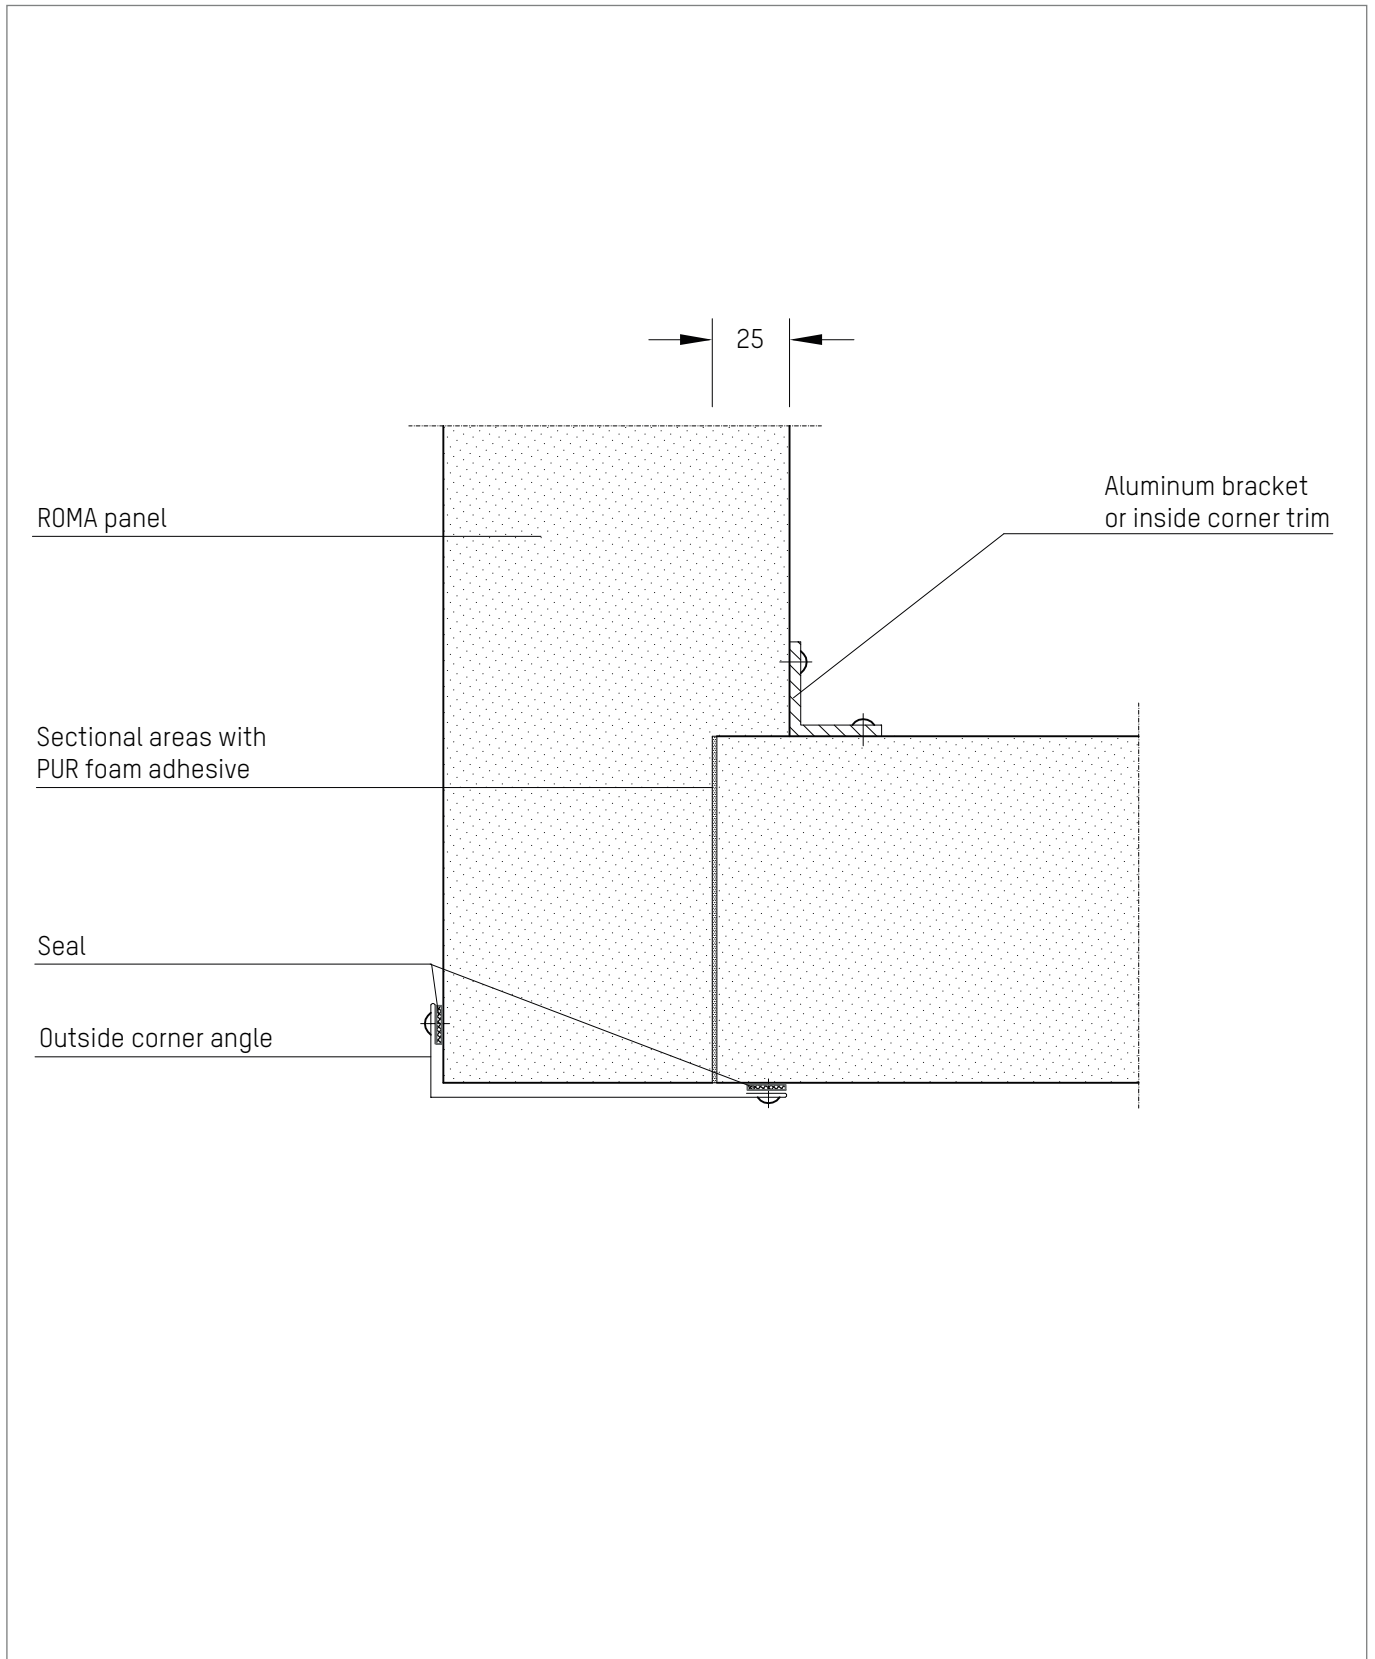 25
Aluminum bracket
or inside corner trim
ROMA panel
Sectional areas with
PUR foam adhesive
Seal
Outside corner angle